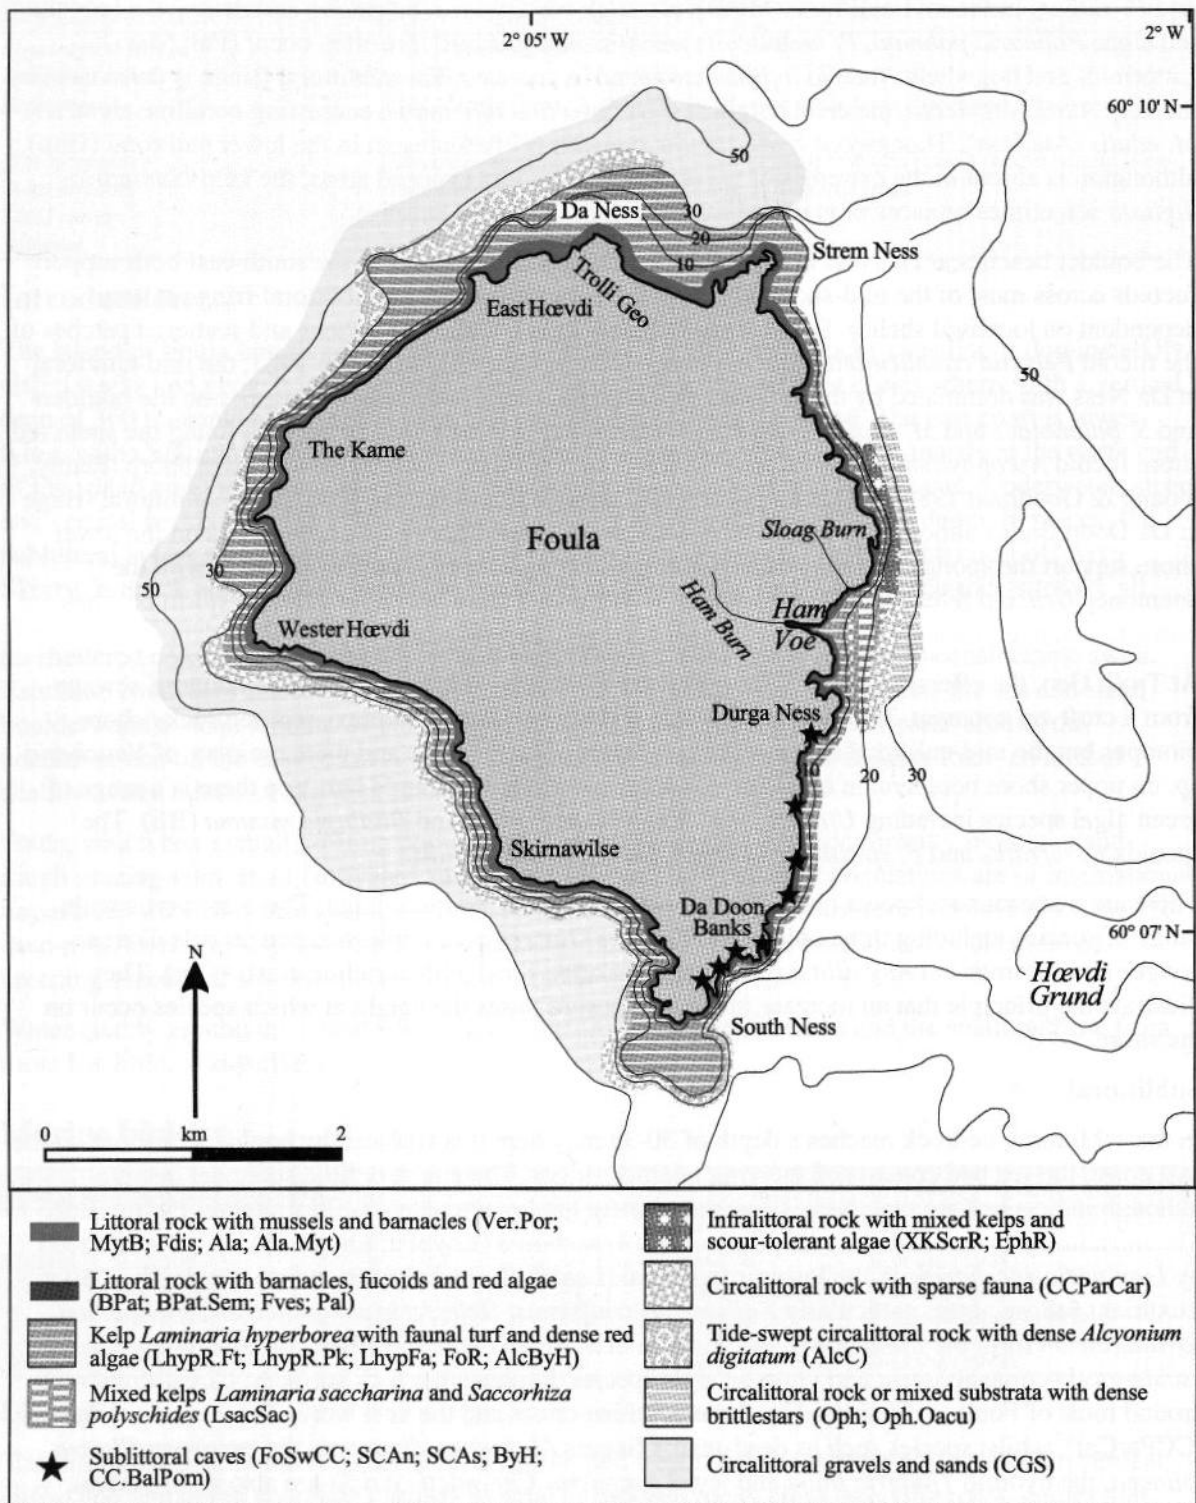 2° 05' W
2° W
60° 10' N
50
Da Ness
30
20
10
Strem Ness
Trolli Geo
East Hœvdi
50
The Kame
Foula
Sloag Burn
30
50
Ham Burn
Ham
Voe
Wester Hœvdi
Durga Ness
10
20
30
Skirnawilse
Da Doon
Banks
60° 07' N
Hœvdi
Grund
N
South Ness
0
km
2
Littoral rock with mussels and barnacles (Ver.Por;
MytB; Fdis; Ala; Ala.Myt)
Littoral rock with barnacles, fucoids and red algae
(BPat; BPat.Sem; Fves; Pal)
Kelp Laminaria hyperborea with faunal turf and dense red
algae (LhypR.Ft; LhypR.Pk; LhypFa; FoR; AlcByH)
Mixed kelps Laminaria saccharina and Saccorhiza
polyschides (LsacSac)
Sublittoral caves (FoSwCC; SCAn; SCAs; ByH;
CC.BalPom)
Infralittoral rock with mixed kelps and
scour-tolerant algae (XKScrR; EphR)
Circalittoral rock with sparse fauna (CCParCar)
Tide-swept circalittoral rock with dense Alcyonium
digitatum (AlcC)
Circalittoral rock or mixed substrata with dense
brittlestars (Oph; Oph.Oacu)
Circalittoral gravels and sands (CGS)